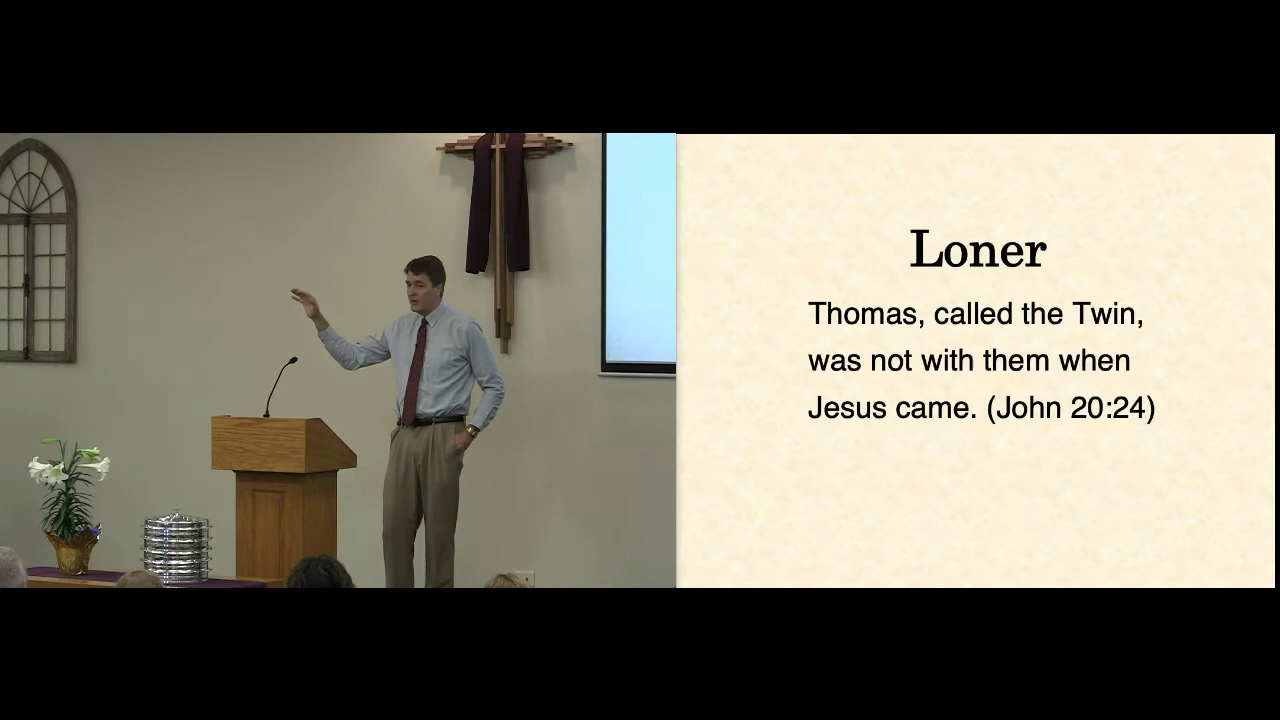 Loner
Thomas, called the Twin,
was not with them when
Jesus came. (John 20:24)